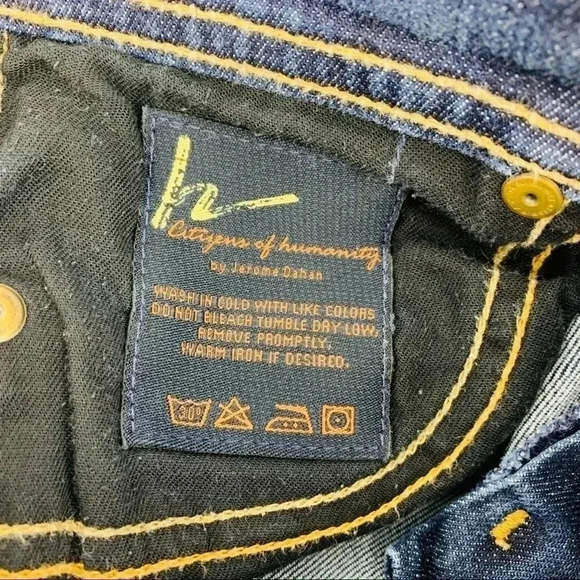 h
Citizens of humanity
by Jerome Dahan
WASH IN COLD WITH LIKE COLORS
DO NOT BLEACH TUMBLE DRY LOW,
REMOVE PROMPTLY,
WARM IRON IF DESIRED.
30°